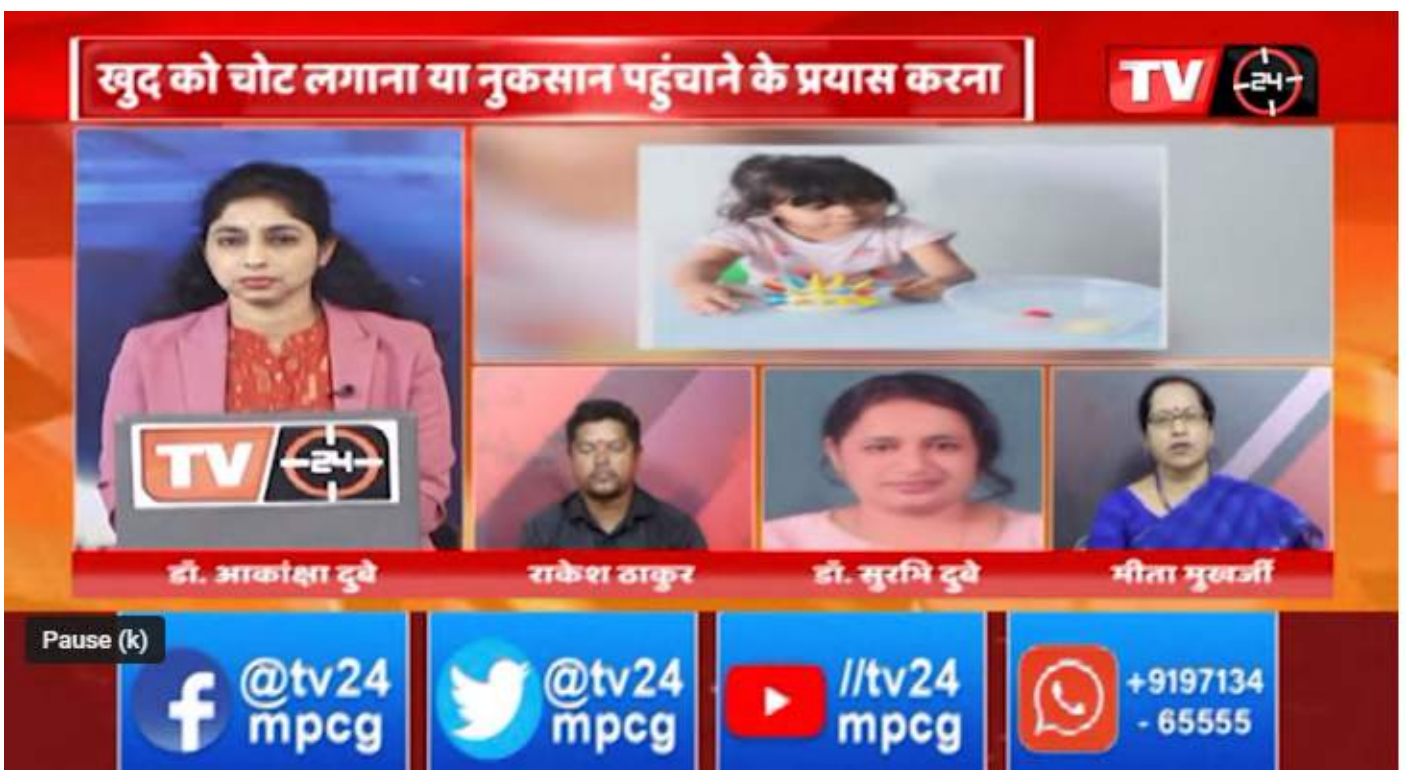 खुद को चोट लगाना या नुकसान पहुंचाने के प्रयास करना
TV 24
TV 24
डॉ. आकांक्षा दुबे
राकेश ठाकुर
डॉ. सुरभि दुबे
मीता मुखर्जी
Pause (k)
@tv24
mpcg
@tv24
mpcg
//tv24
mpcg
+9197134
- 65555